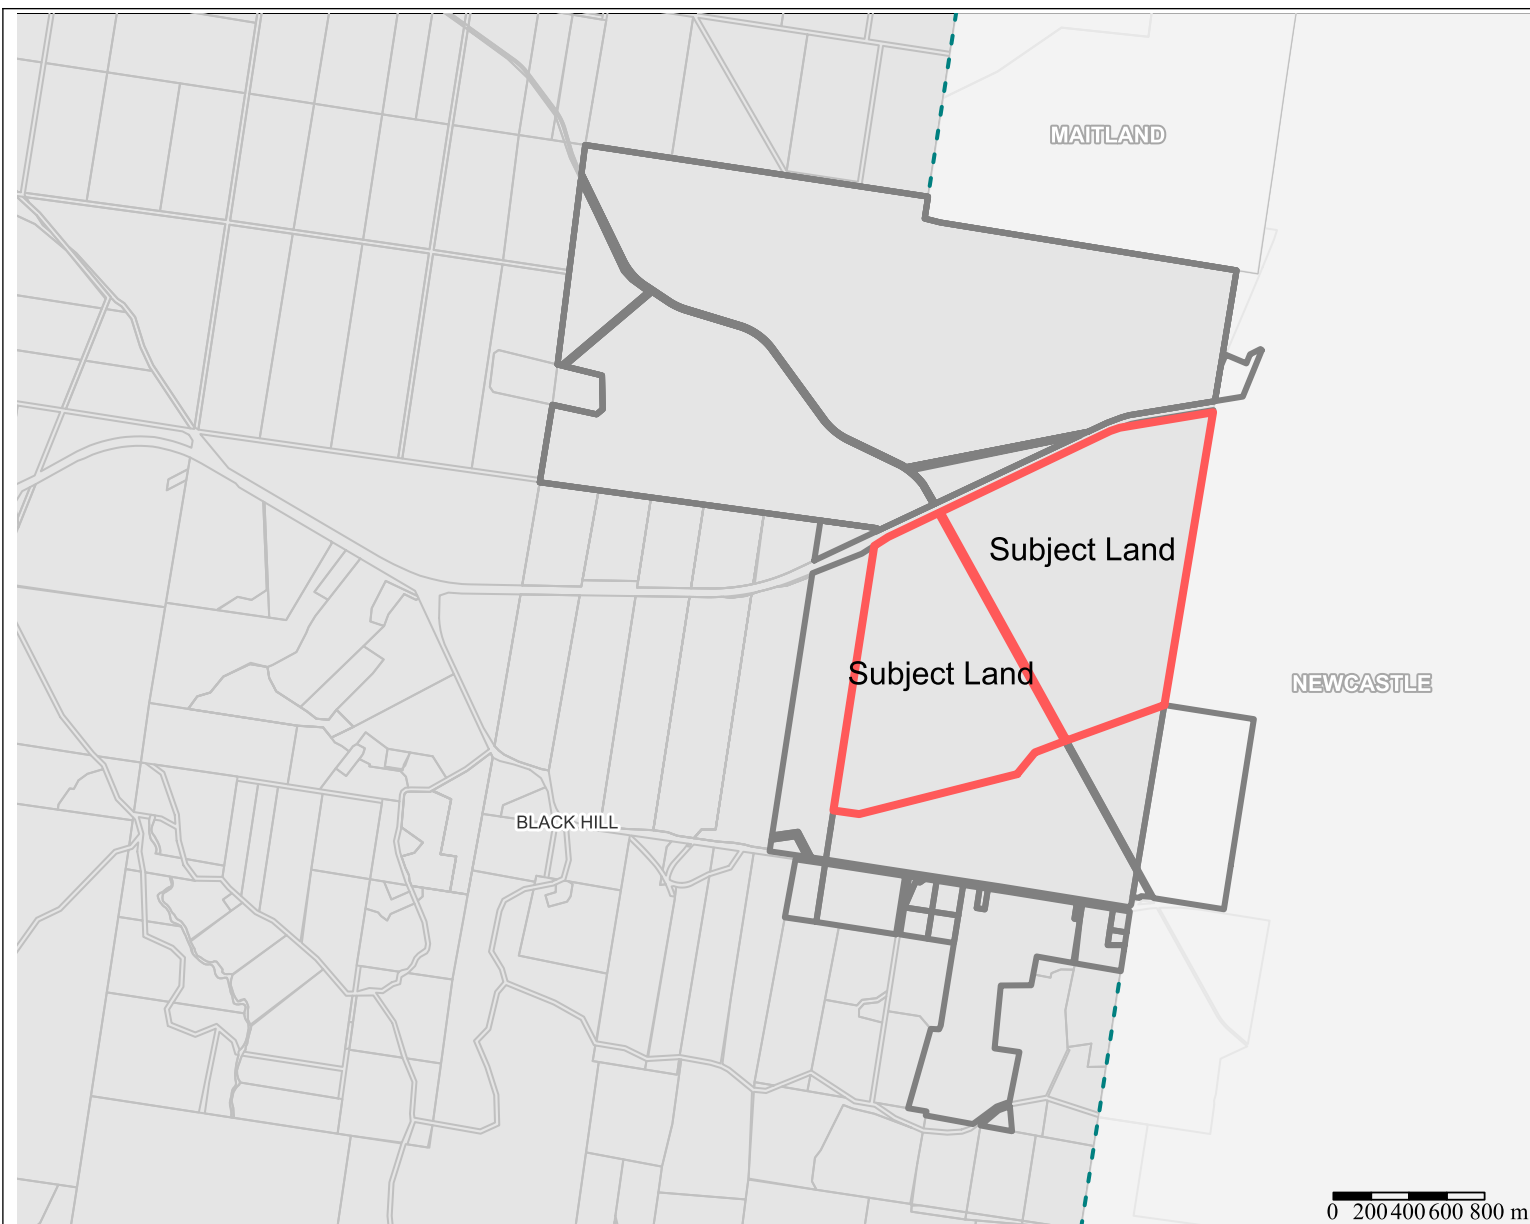 MAITLAND
Subject Land
Subject Land
NEWCASTLE
BLACK HILL
0 200 400 600 800 m